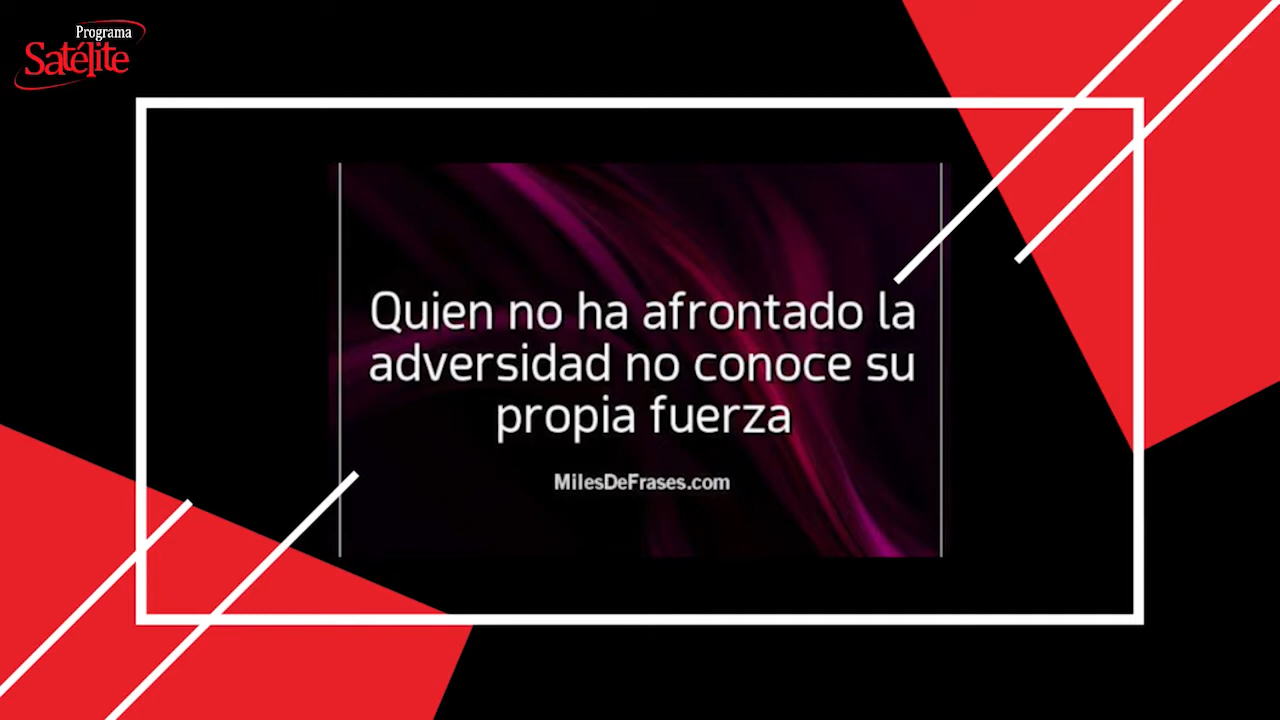 Programa
Satélite
Quien no ha afrontado la
adversidad no conoce su
propia fuerza
MilesDeFrases.com